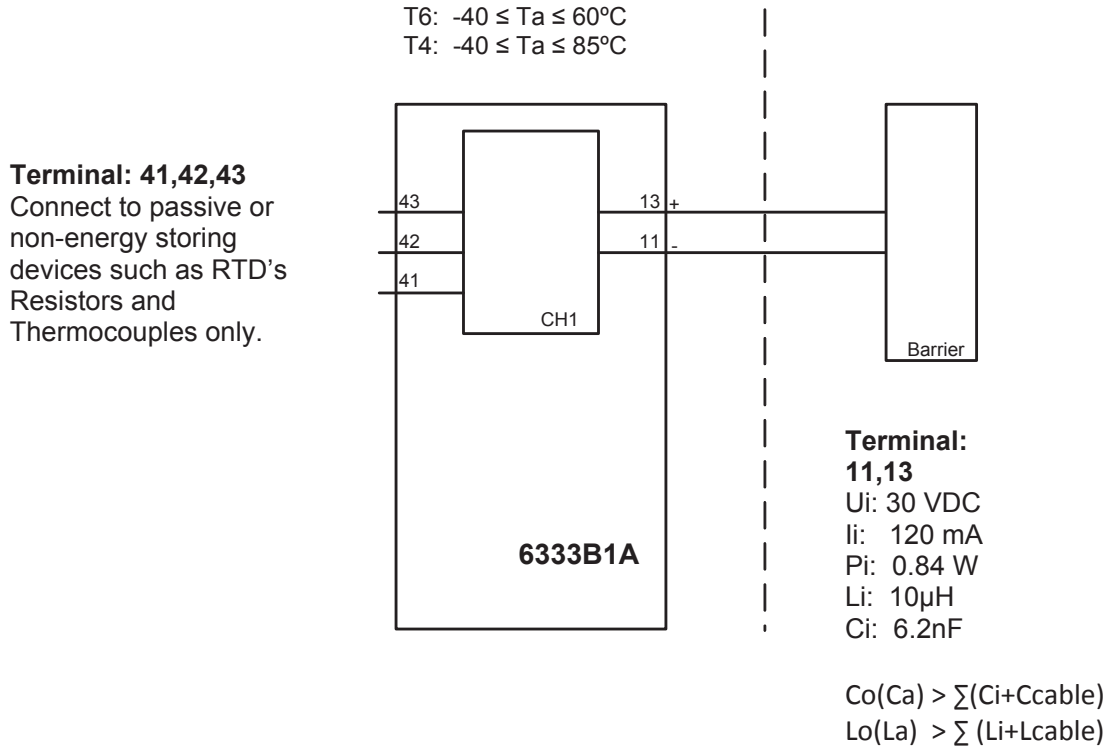 T6: -40 ≤ Ta ≤ 60ºC
T4: -40 ≤ Ta ≤ 85ºC
Terminal: 41,42,43
Connect to passive or
non-energy storing
devices such as RTD’s
Resistors and
Thermocouples only.
43
42
41
13 +
11 -
CH1
6333B1A
Barrier
Terminal:
11,13
Ui: 30 VDC
Ii: 120 mA
Pi: 0.84 W
Li: 10µH
Ci: 6.2nF
Co(Ca) > ∑(Ci+Ccable)
Lo(La) > ∑ (Li+Lcable)